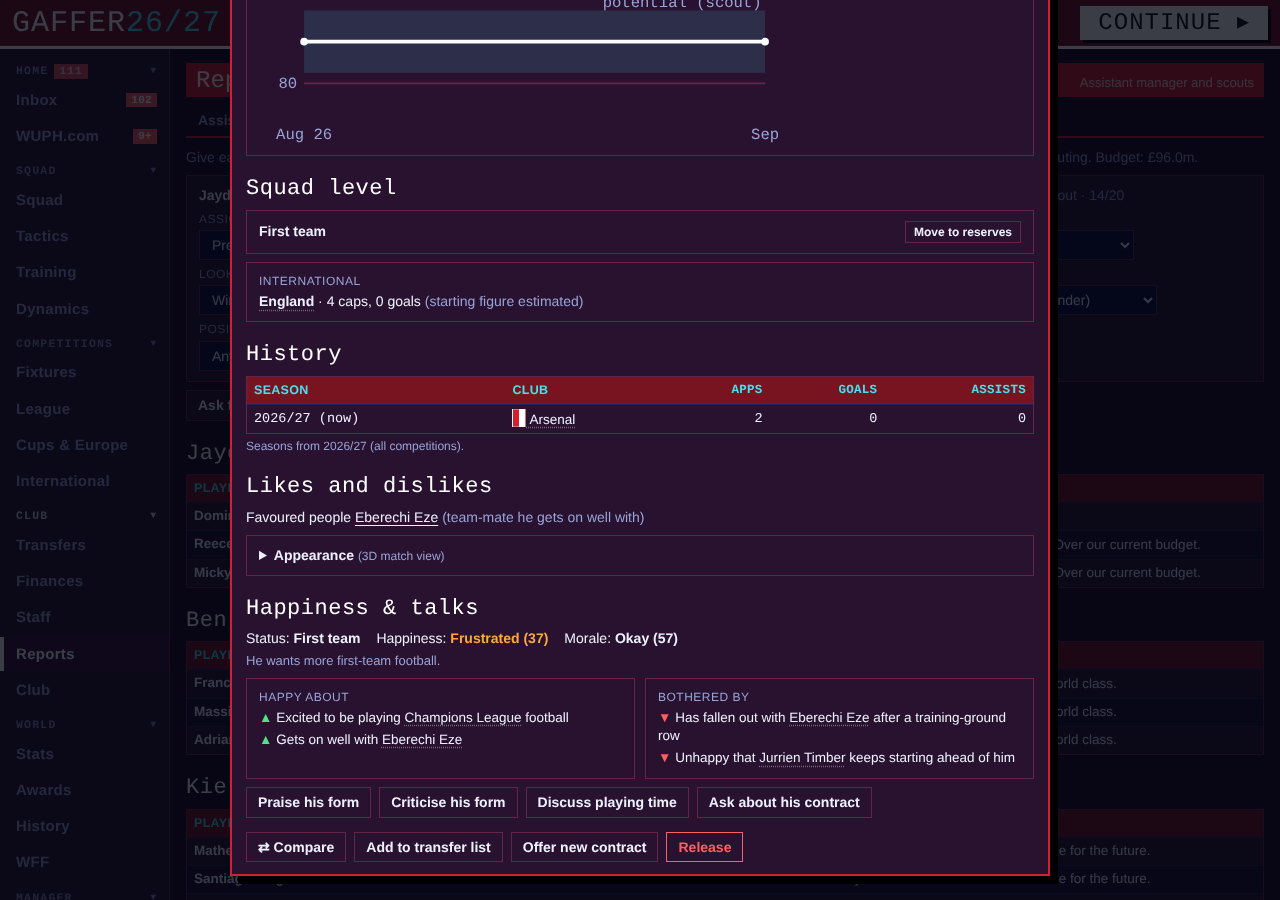 GAFFER26/27
CONTINUE ►
HOME 111 ▼
Inbox 102
WUPH.com 9+
SQUAD ▼
Squad
Tactics
Training
Dynamics
COMPETITIONS ▼
Fixtures
League
Cups & Europe
International
CLUB ▼
Transfers
Finances
Staff
Reports
Club
WORLD ▼
Stats
Awards
History
WFF
MANAGER ▼
Assistant manager and scouts
Budget: £96.0m.
14/20
Over our current budget.
Over our current budget.
e for the future.
e for the future.
potential (scout)
80
Aug 26 Sep
Squad level
First team Move to reserves
INTERNATIONAL
England · 4 caps, 0 goals (starting figure estimated)
History
SEASON CLUB APPS GOALS ASSISTS
2026/27 (now) Arsenal 2 0 0
Seasons from 2026/27 (all competitions).
Likes and dislikes
Favoured people Eberechi Eze (team-mate he gets on well with)
▶ Appearance (3D match view)
Happiness & talks
Status: First team Happiness: Frustrated (37) Morale: Okay (57)
He wants more first-team football.
HAPPY ABOUT
▲ Excited to be playing Champions League football
▲ Gets on well with Eberechi Eze
BOTHERED BY
▼ Has fallen out with Eberechi Eze after a training-ground
row
▼ Unhappy that Jurrien Timber keeps starting ahead of him
Praise his form Criticise his form Discuss playing time Ask about his contract
⇄ Compare Add to transfer list Offer new contract Release